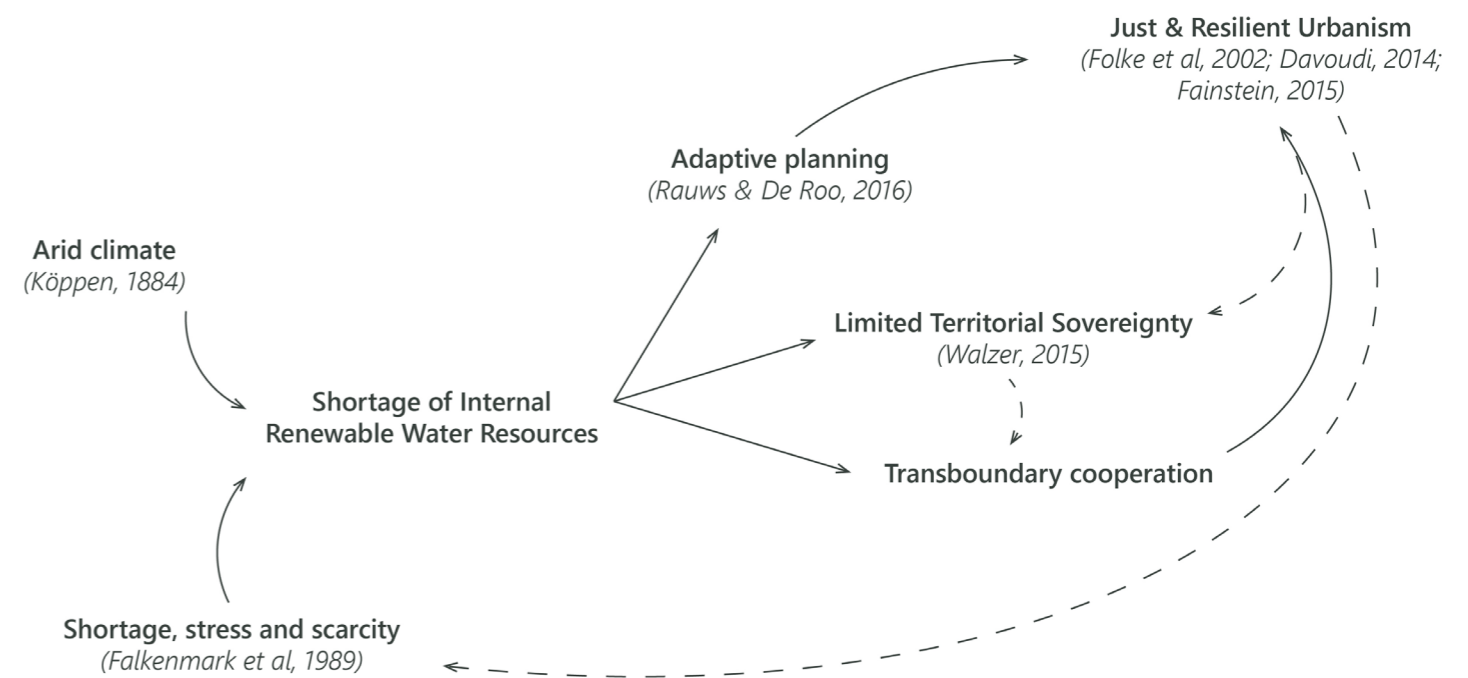 Just & Resilient Urbanism
(Folke et al, 2002; Davoudi, 2014;
Fainstein, 2015)
Adaptive planning
(Rauws & De Roo, 2016)
Arid climate
(Köppen, 1884)
Limited Territorial Sovereignty
(Walzer, 2015)
Shortage of Internal
Renewable Water Resources
Transboundary cooperation
Shortage, stress and scarcity
(Falkenmark et al, 1989)